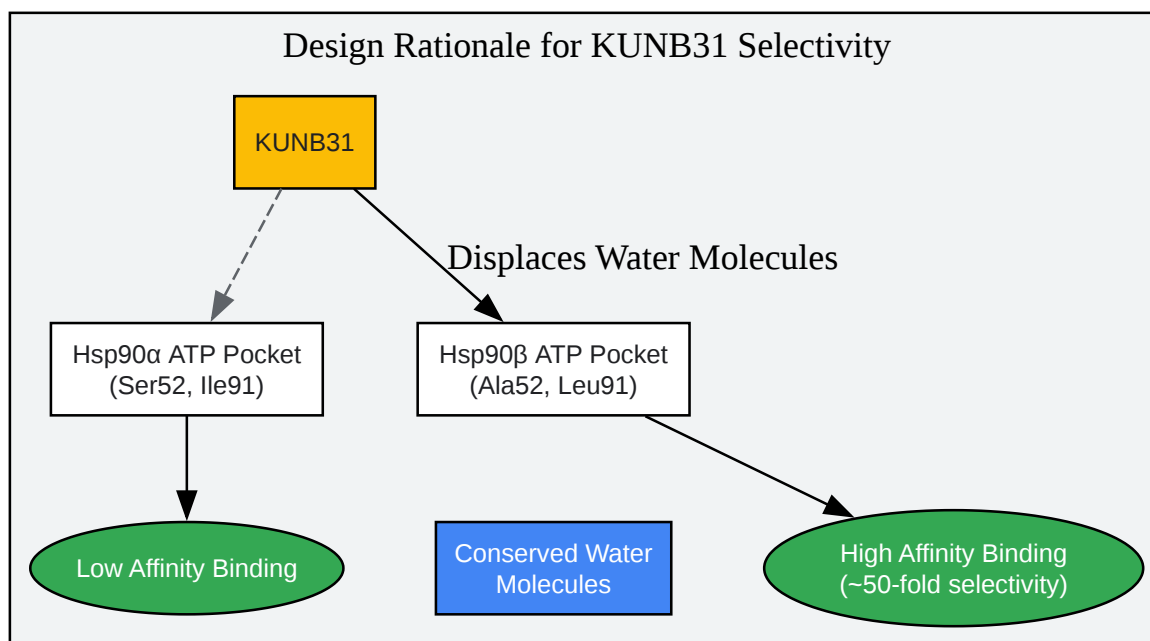 Design Rationale for KUNB31 Selectivity
KUNB31
Displaces Water Molecules
Hsp90α ATP Pocket
(Ser52, Ile91)
Hsp90β ATP Pocket
(Ala52, Leu91)
Low Affinity Binding
Conserved Water
Molecules
High Affinity Binding
(~50-fold selectivity)